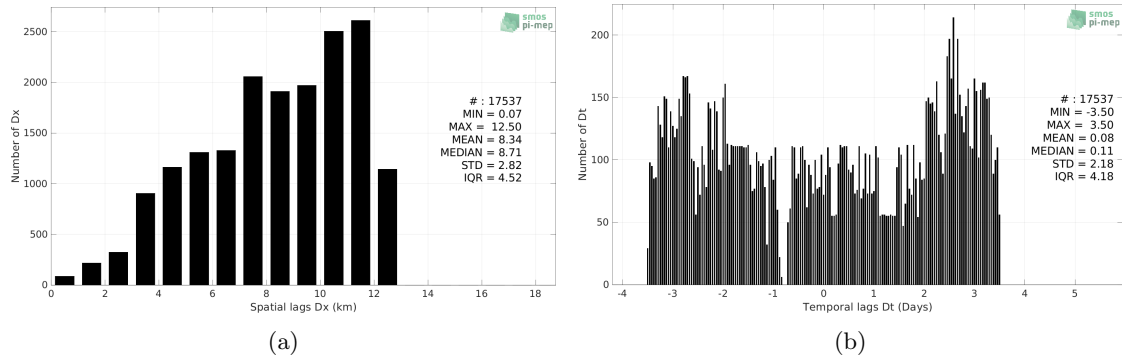 smos
pi-mep
2500
2000
1500
1000
500
0
Number of Dx
# : 17537
MIN = 0.07
MAX = 12.50
MEAN = 8.34
MEDIAN = 8.71
STD = 2.82
IQR = 4.52
0 2 4 6 8 10 12 14 16 18
Spatial lags Dx (km)
(a)
smos
pi-mep
200
150
100
50
0
Number of Dt
# : 17537
MIN = -3.50
MAX = 3.50
MEAN = 0.08
MEDIAN = 0.11
STD = 2.18
IQR = 4.18
-4 -3 -2 -1 0 1 2 3 4 5
Temporal lags Dt (Days)
(b)